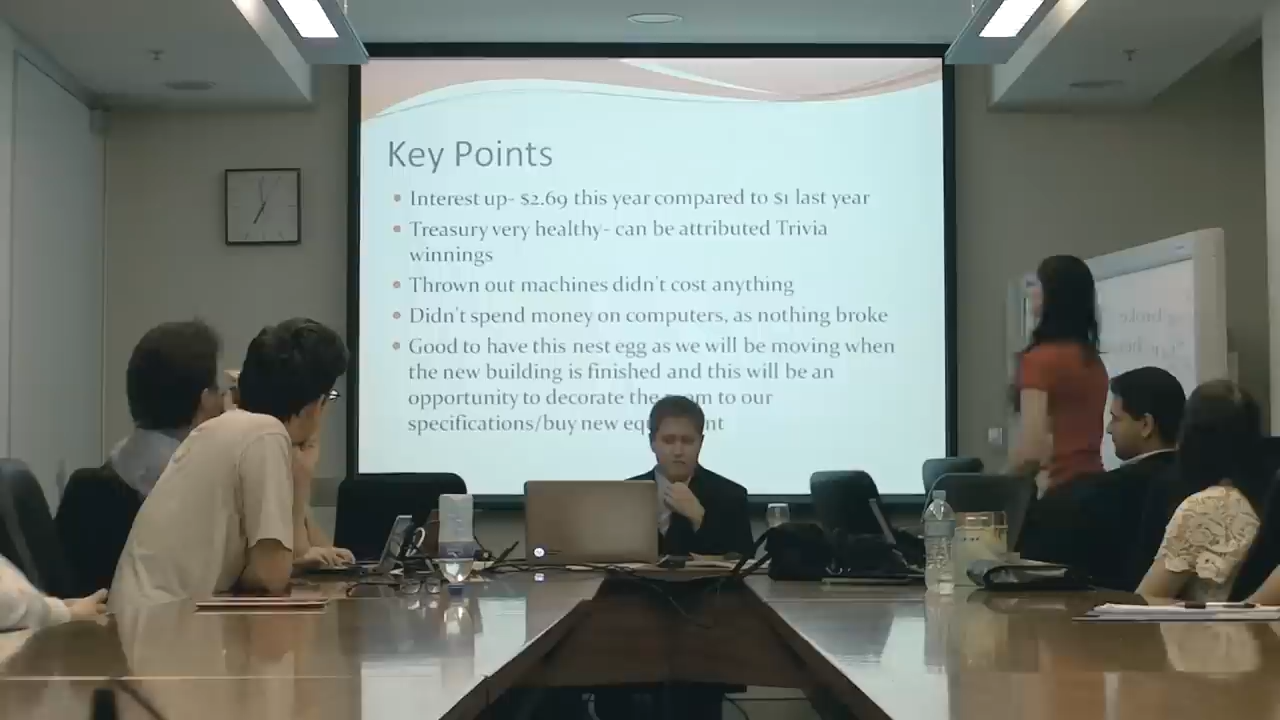 Key Points
• Interest up- $2.69 this year compared to $1 last year
• Treasury very healthy- can be attributed Trivia
winnings
• Thrown out machines didn't cost anything
• Didn't spend money on computers, as nothing broke
• Good to have this nest egg as we will be moving when
the new building is finished and this will be an
opportunity to decorate the to our
specifications/buy new